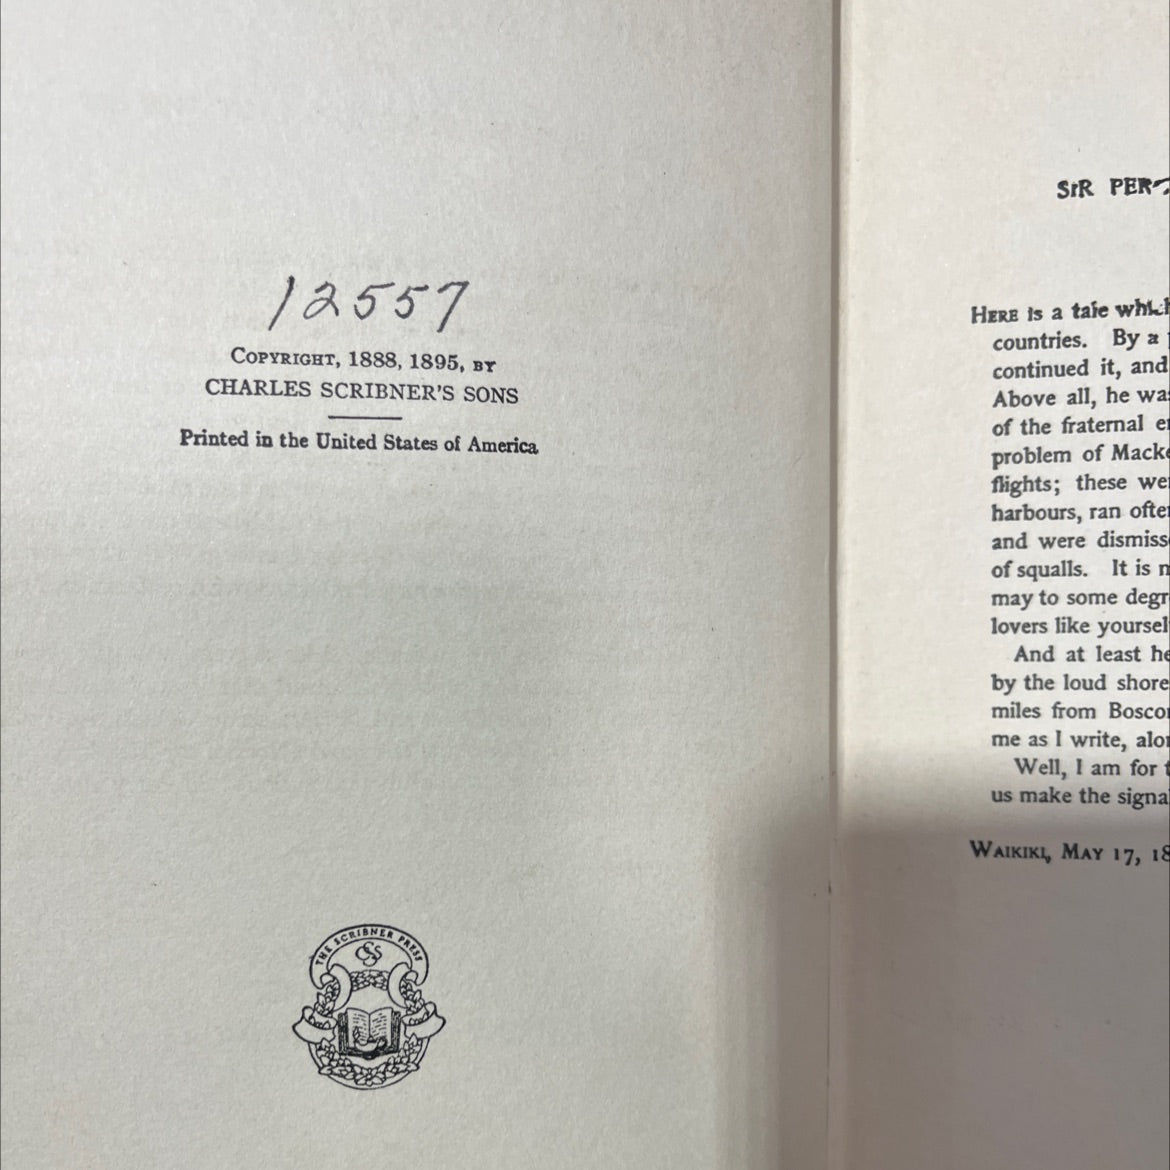 12557
COPYRIGHT, 1888, 1895, BY
CHARLES SCRIBNER'S SONS
Printed in the United States of America
THE SCRIBNER PRESS
CSS
SIR
HERE is a tale
countries. By a
continued it, and
Above all, he
of the fraternal
problem of
flights; these
harbours, ran
and were
of squalls. It is
may to some
lovers like
And at least
by the loud shore
miles from
me as I write,
Well, I am for
us make the
WAIKIKI, MAY 17,